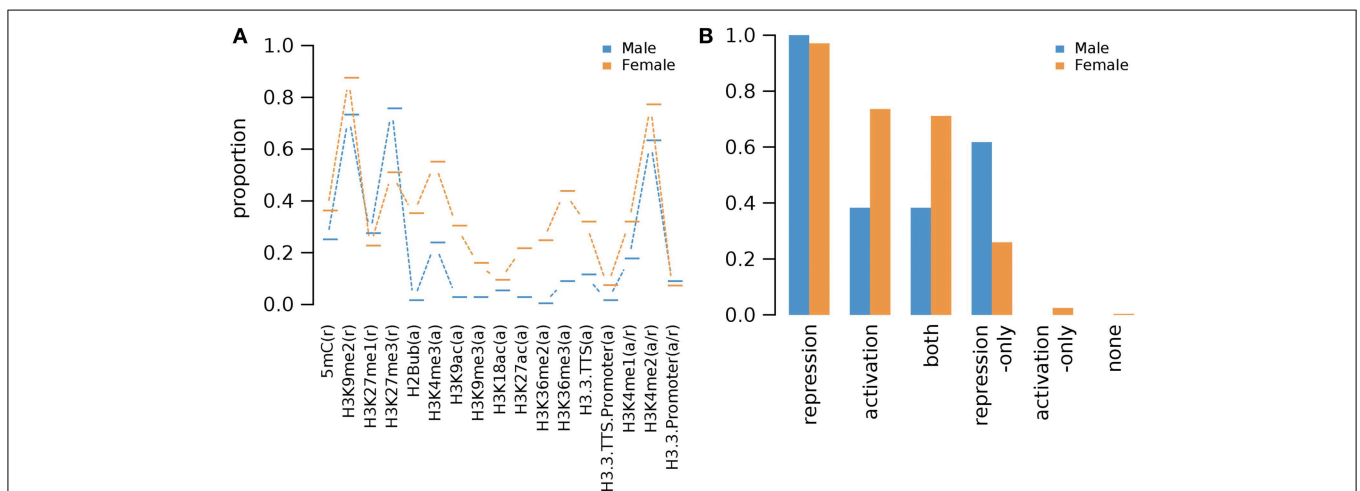 A
proportion
1.0
0.8
0.6
0.4
0.2
0.0
Male
Female
5mC(r)
H3K9me2(r)
H3K27me1(r)
H3K27me3(r)
H2Bub(a)
H3K4me3(a)
H3K9ac(a)
H3K9me3(a)
H3K18ac(a)
H3K27ac(a)
H3K36me2(a)
H3K36me3(a)
H3.3.TTS(a)
H3.3.TTS.Promoter(a)
H3K4me1(a/r)
H3K4me2(a/r)
H3.3.Promoter(a/r)
B
1.0
0.8
0.6
0.4
0.2
0.0
Male
Female
repression
activation
both
repression
-only
activation
-only
none